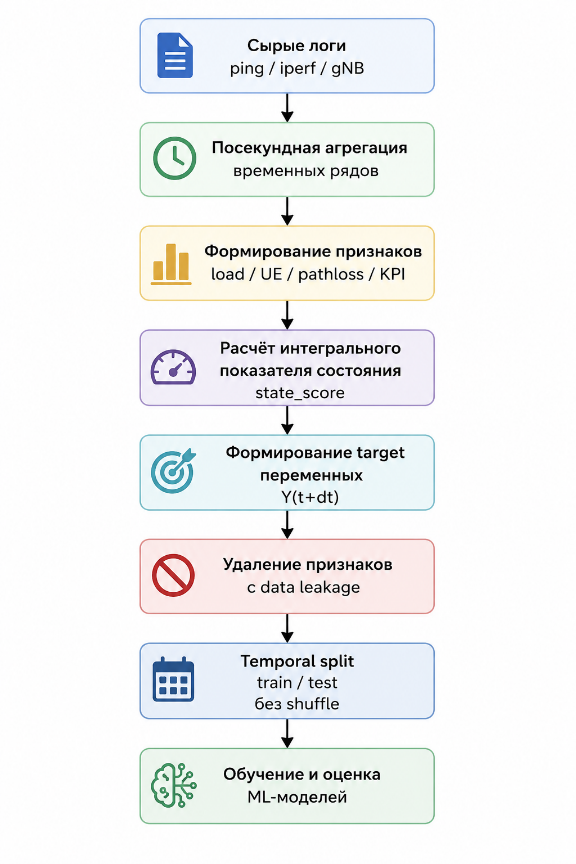 Сырые логи
ping / iperf / gNB
Посекундная агрегация
временных рядов
Формирование признаков
load / UE / pathloss / KPI
Расчёт интегрального
показателя состояния
state_score
Формирование target
переменных
Y(t+dt)
Удаление признаков
с data leakage
Temporal split
train / test
без shuffle
Обучение и оценка
ML-моделей